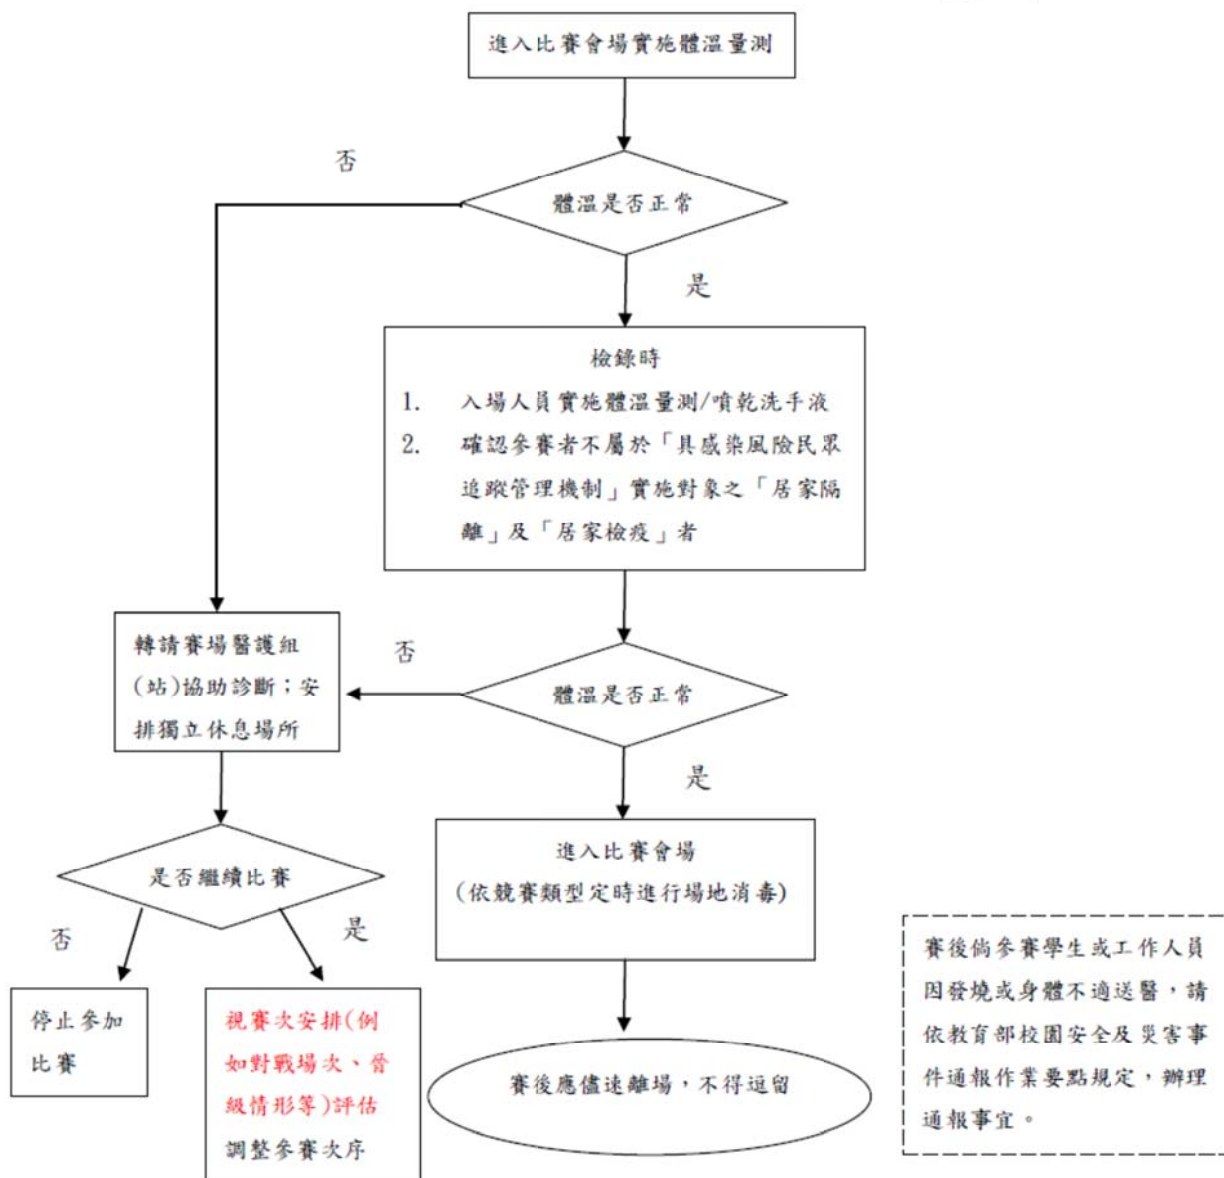 進入比賽會場實施體溫量測
否
體溫是否正常
是
檢錄時
1. 入場人員實施體溫量測/噴乾洗手液
2. 確認參賽者不屬於「具感染風險民眾
追蹤管理機制」實施對象之「居家隔
離」及「居家檢疫」者
轉請賽場醫護組
(站)協助診斷；安
排獨立休息場所
否
體溫是否正常
是
是否繼續比賽
進入比賽會場
(依競賽類型定時進行場地消毒)
否
是
停止參加
比賽
視賽次安排(例
如對戰場次、晉
級情形等)評估
調整參賽次序
賽後應儘速離場，不得逗留
賽後倘參賽學生或工作人員
因發燒或身體不適送醫，請
依教育部校園安全及災害事
件通報作業要點規定，辦理
通報事宜。